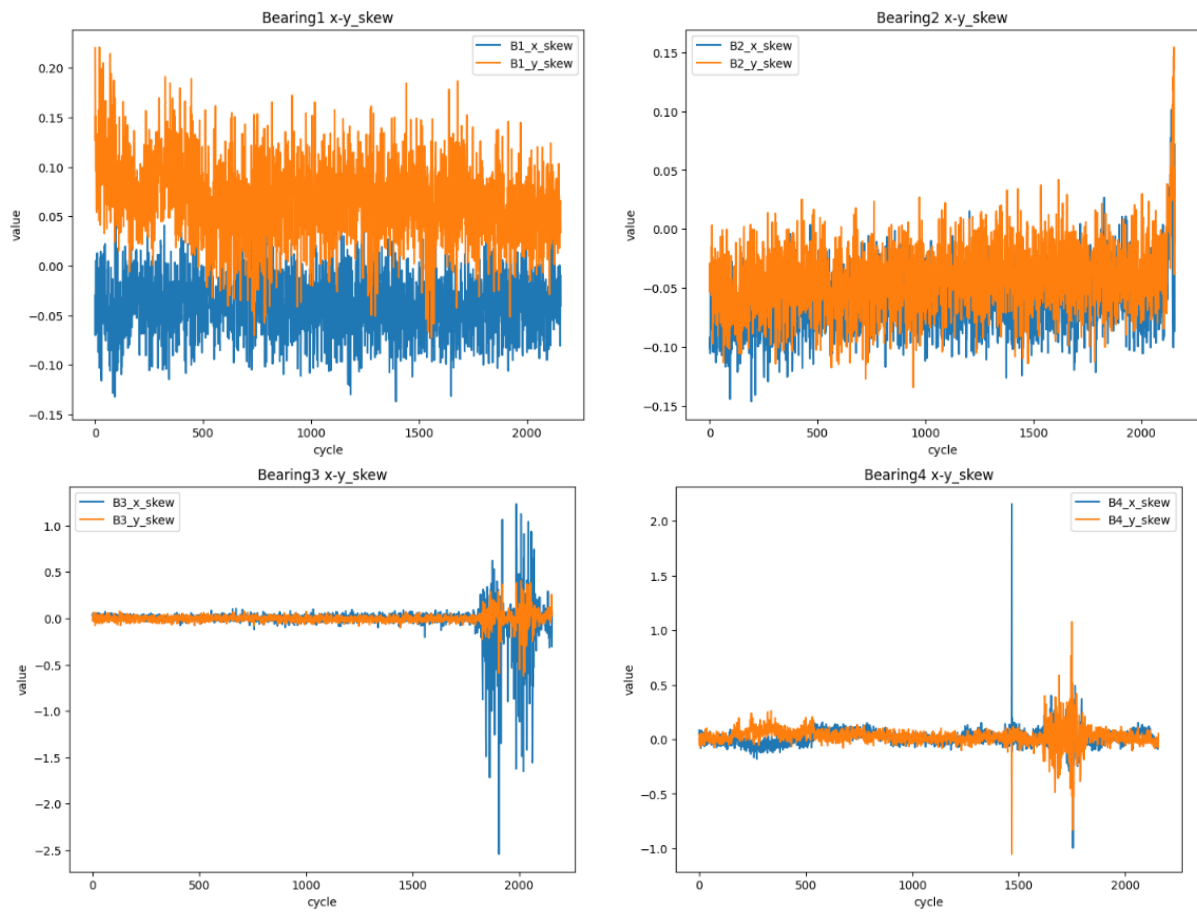 Bearing1 x-y_skew
B1_x_skew
B1_y_skew
0.20
0.15
0.10
0.05
0.00
−0.05
−0.10
−0.15
value
0
500
1000
1500
2000
cycle
Bearing2 x-y_skew
B2_x_skew
B2_y_skew
0.15
0.10
0.05
0.00
−0.05
−0.10
−0.15
value
0
500
1000
1500
2000
cycle
Bearing3 x-y_skew
B3_x_skew
B3_y_skew
1.0
0.5
0.0
−0.5
−1.0
−1.5
−2.0
−2.5
value
0
500
1000
1500
2000
cycle
Bearing4 x-y_skew
B4_x_skew
B4_y_skew
2.0
1.5
1.0
0.5
0.0
−0.5
−1.0
value
0
500
1000
1500
2000
cycle